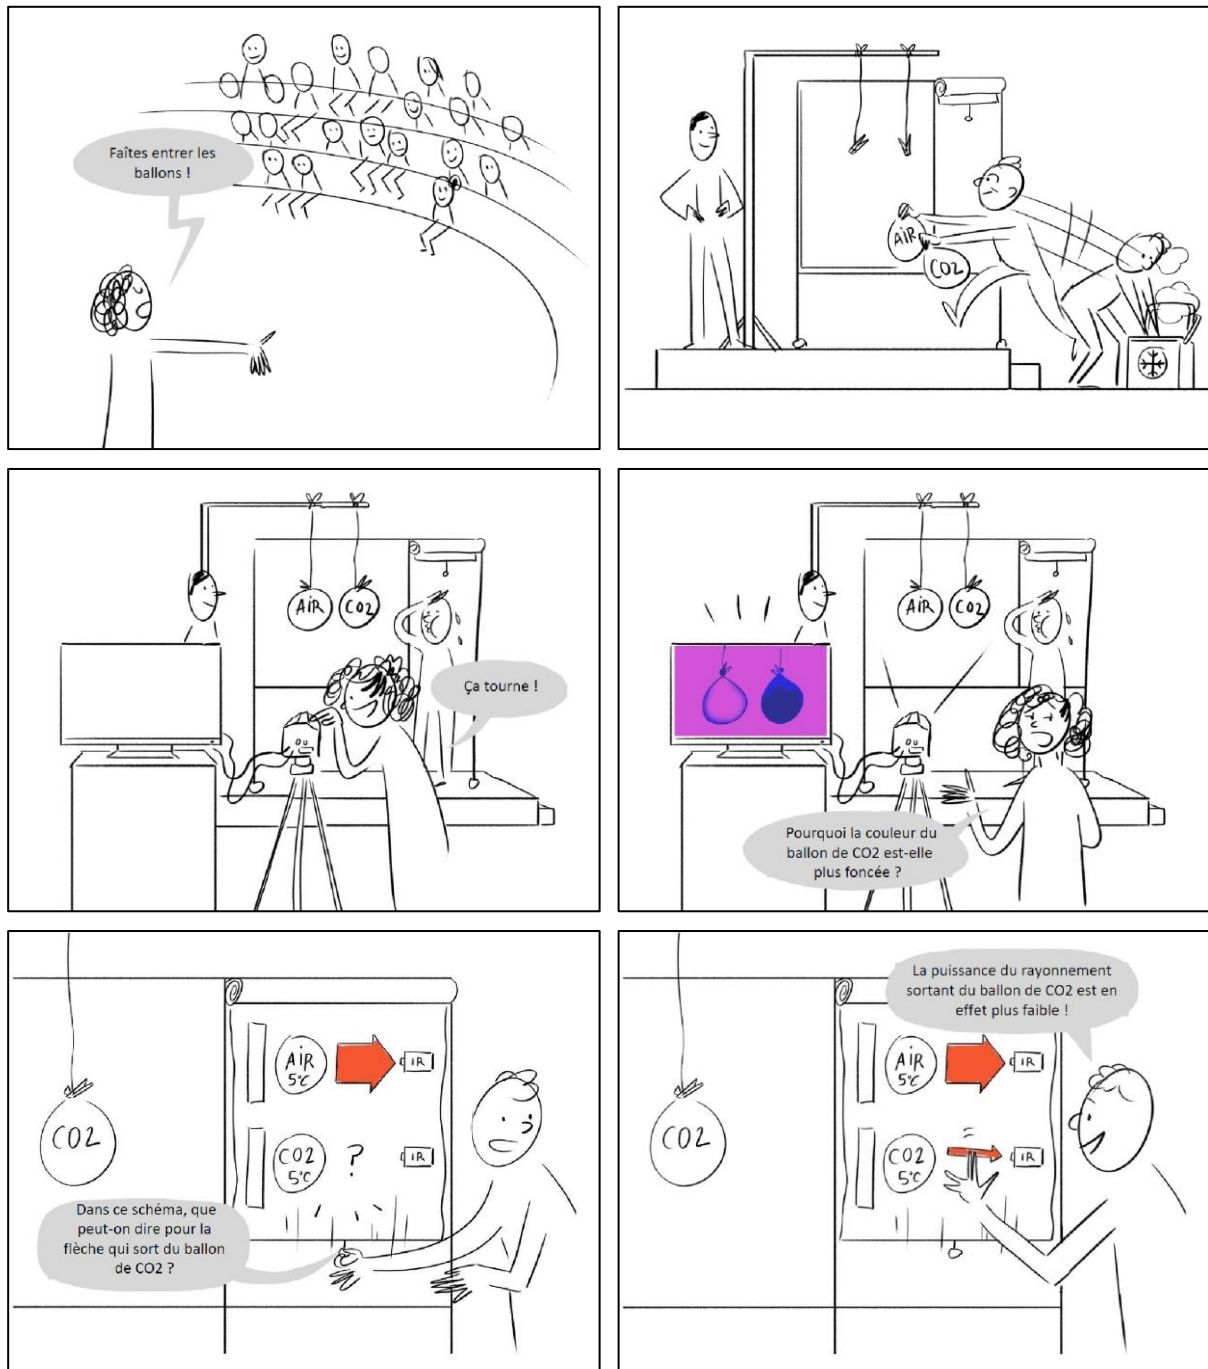 Faîtes entrer les
ballons !
AIR
CO2
AIR
CO2
Ça tourne !
AIR
CO2
Pourquoi la couleur du
ballon de CO2 est-elle
plus foncée ?
CO2
AIR
5°C
IR
CO2
5°C
?
IR
Dans ce schéma, que
peut-on dire pour la
flèche qui sort du ballon
de CO2 ?
La puissance du rayonnement
sortant du ballon de CO2 est en
effet plus faible !
CO2
AIR
5°C
IR
CO2
5°C
IR